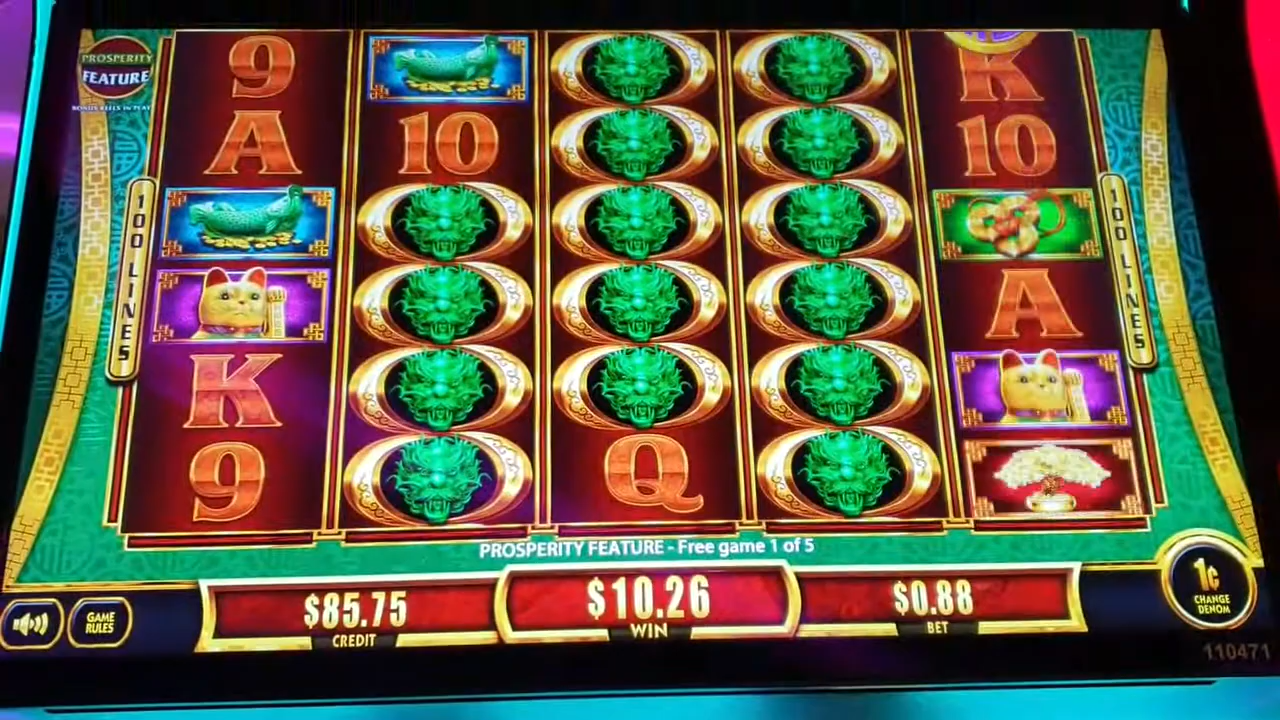 PROSPERITY
FEATURE
BONUS REELS IN PLAY
9
K
A
10
10
100 LINES
100 LINES
A
K
9
Q
PROSPERITY FEATURE - Free game 1 of 5
$85.75
$10.26
$0.88
1¢
CHANGE
DENOM
GAME
RULES
CREDIT
WIN
BET
110471